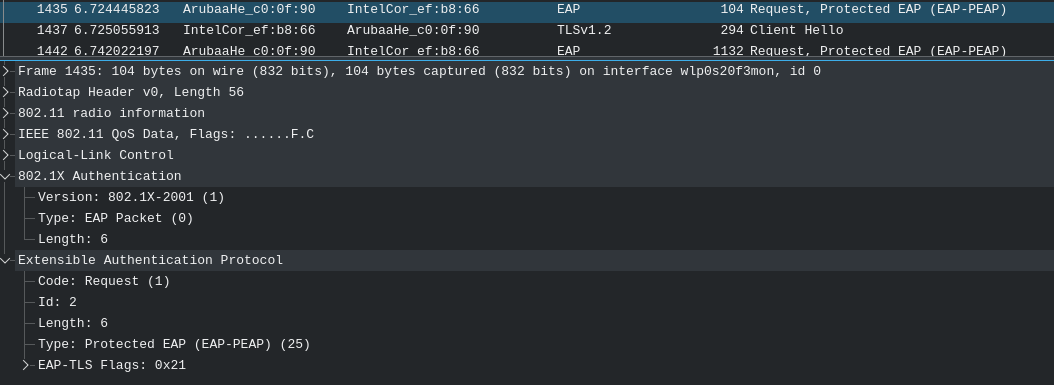 1435 6.724445823 ArubaaHe_c0:0f:90 IntelCor_ef:b8:66 EAP 104 Request, Protected EAP (EAP-PEAP)
1437 6.725055913 IntelCor_ef:b8:66 ArubaaHe_c0:0f:90 TLSv1.2 294 Client Hello
1442 6.742022197 ArubaaHe_c0:0f:90 IntelCor_ef:b8:66 EAP 1132 Request, Protected EAP (EAP-PEAP)
Frame 1435: 104 bytes on wire (832 bits), 104 bytes captured (832 bits) on interface wlp0s20f3mon, id 0
Radiotap Header v0, Length 56
802.11 radio information
IEEE 802.11 QoS Data, Flags: ......F.C
Logical-Link Control
802.1X Authentication
Version: 802.1X-2001 (1)
Type: EAP Packet (0)
Length: 6
Extensible Authentication Protocol
Code: Request (1)
Id: 2
Length: 6
Type: Protected EAP (EAP-PEAP) (25)
EAP-TLS Flags: 0x21